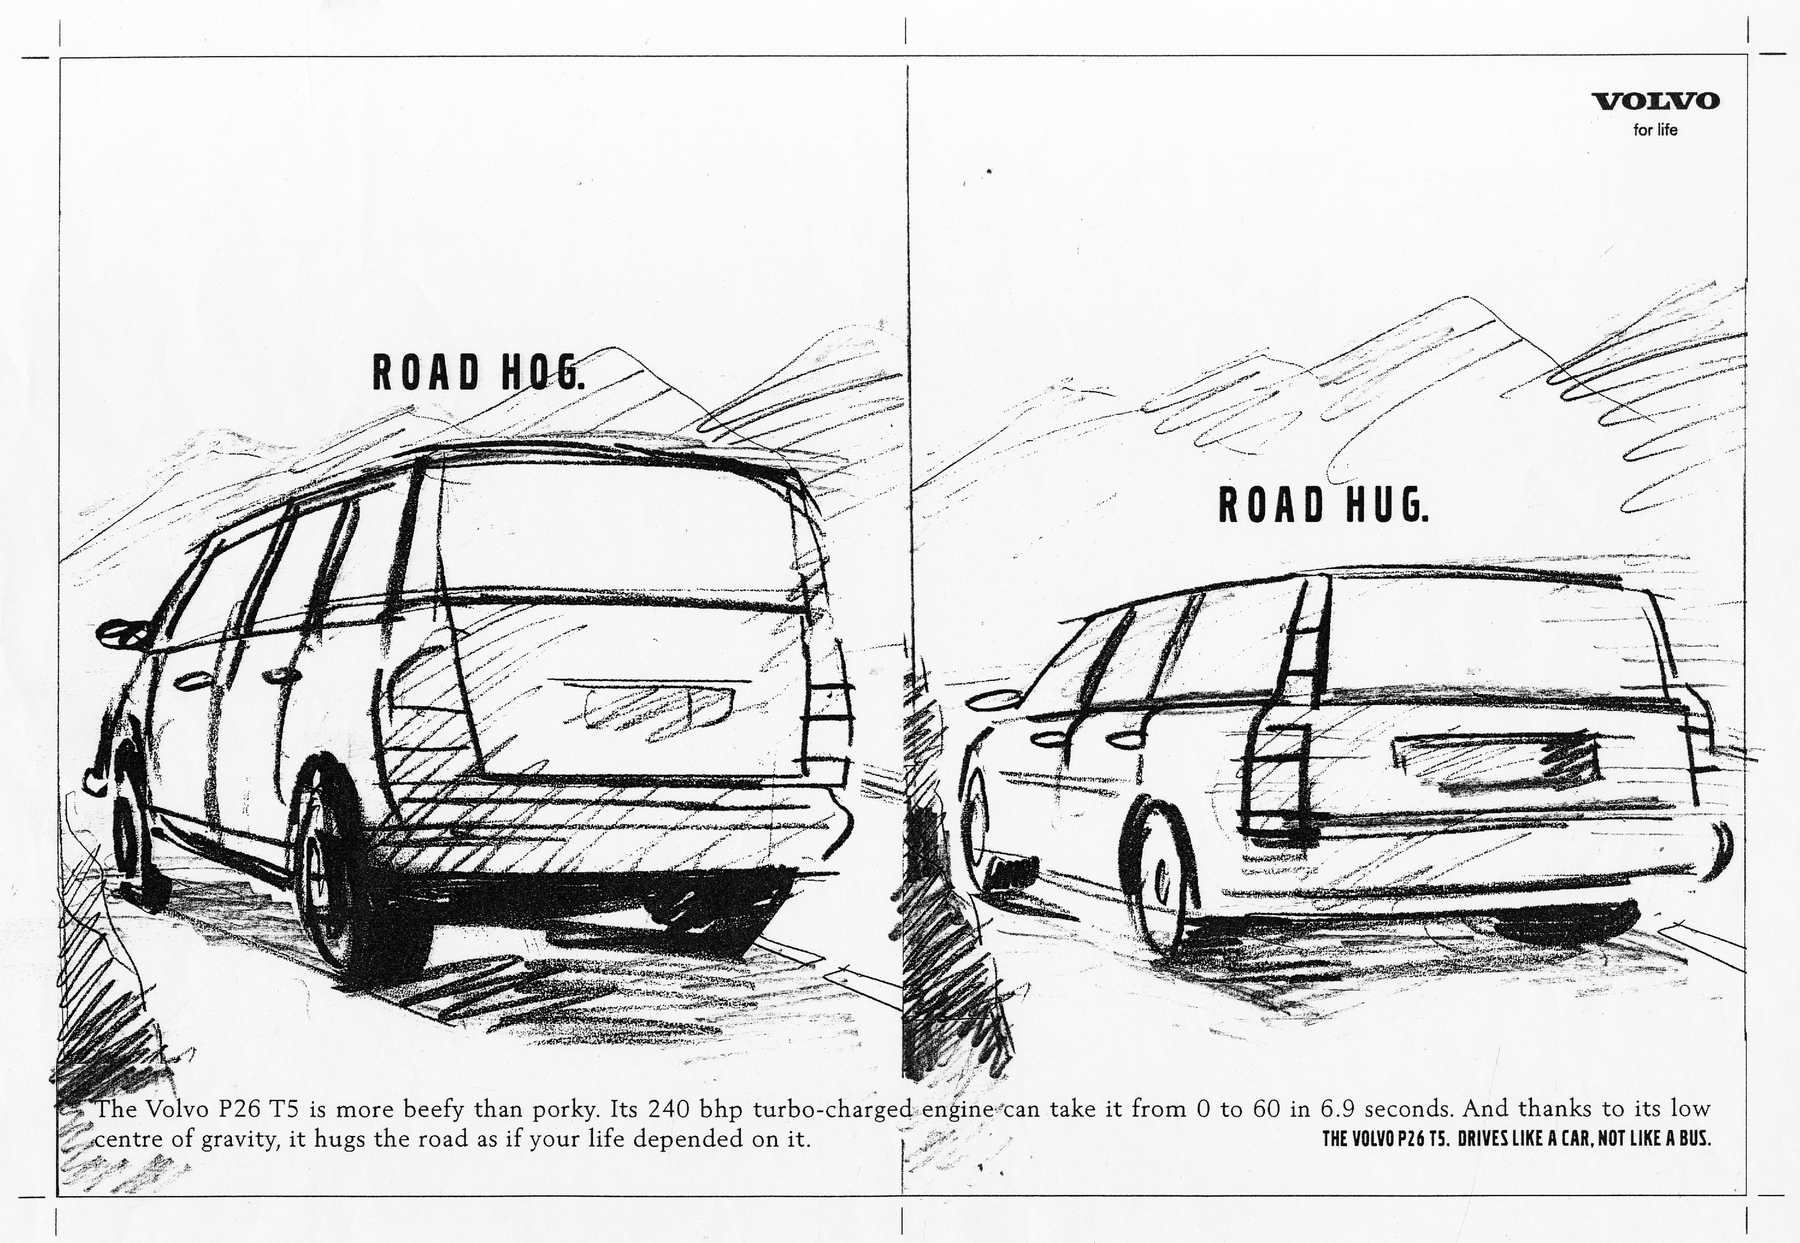 VOLVO
for life
ROAD HOG.
ROAD HUG.
The Volvo P26 T5 is more beefy than porky. Its 240 bhp turbo-charged engine can take it from 0 to 60 in 6.9 seconds. And thanks to its low
centre of gravity, it hugs the road as if your life depended on it.
THE VOLVO P26 T5. DRIVES LIKE A CAR, NOT LIKE A BUS.